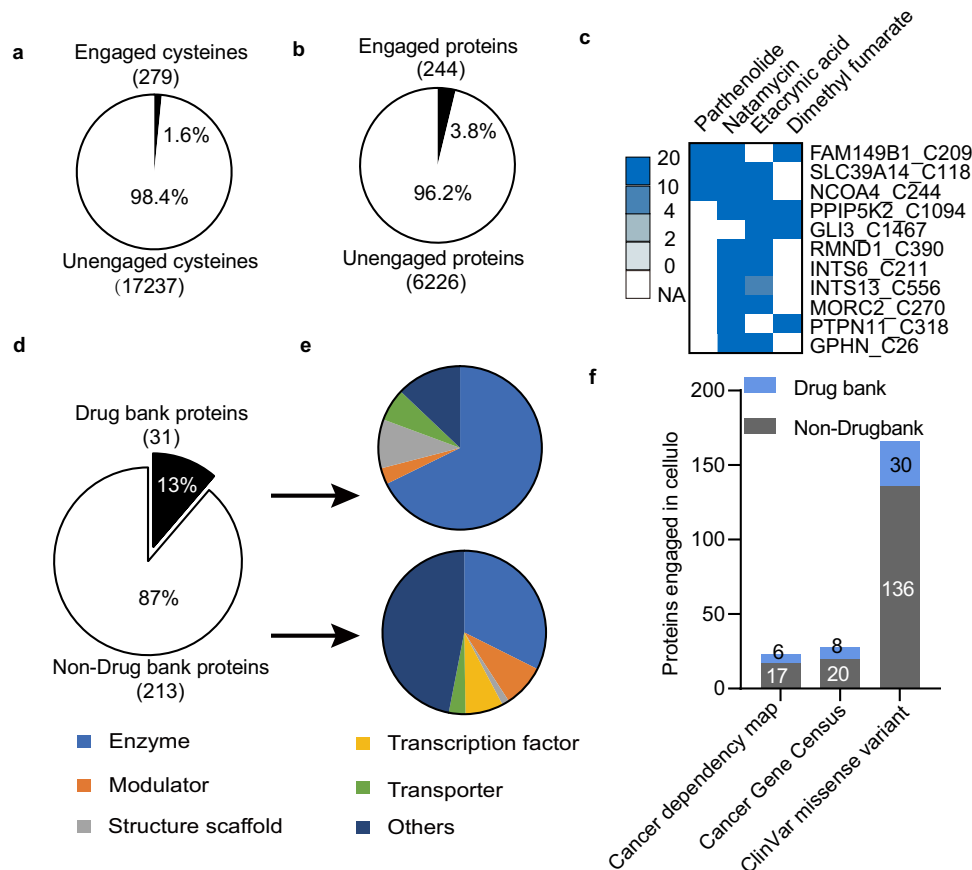 a
Engaged cysteines
(279)
1.6%
98.4%
Unengaged cysteines
(17237)
b
Engaged proteins
(244)
3.8%
96.2%
Unengaged proteins
(6226)
c
Parthenolide
Natamycin
Etacrynic acid
Dimethyl fumarate
20
10
4
2
0
NA
FAM149B1_C209
SLC39A14_C118
NCOA4_C244
PPIP5K2_C1094
GLI3_C1467
RMND1_C390
INTS6_C211
INTS13_C556
MORC2_C270
PTPN11_C318
GPHN_C26
d
Drug bank proteins
(31)
13%
87%
Non-Drug bank proteins
(213)
e
Enzyme
Modulator
Structure scaffold
Transcription factor
Transporter
Others
f
Drug bank
Non-Drugbank
Proteins engaged in cellulo
200
150
100
50
0
6
17
8
20
30
136
Cancer dependency map
Cancer Gene Census
ClinVar missense variant